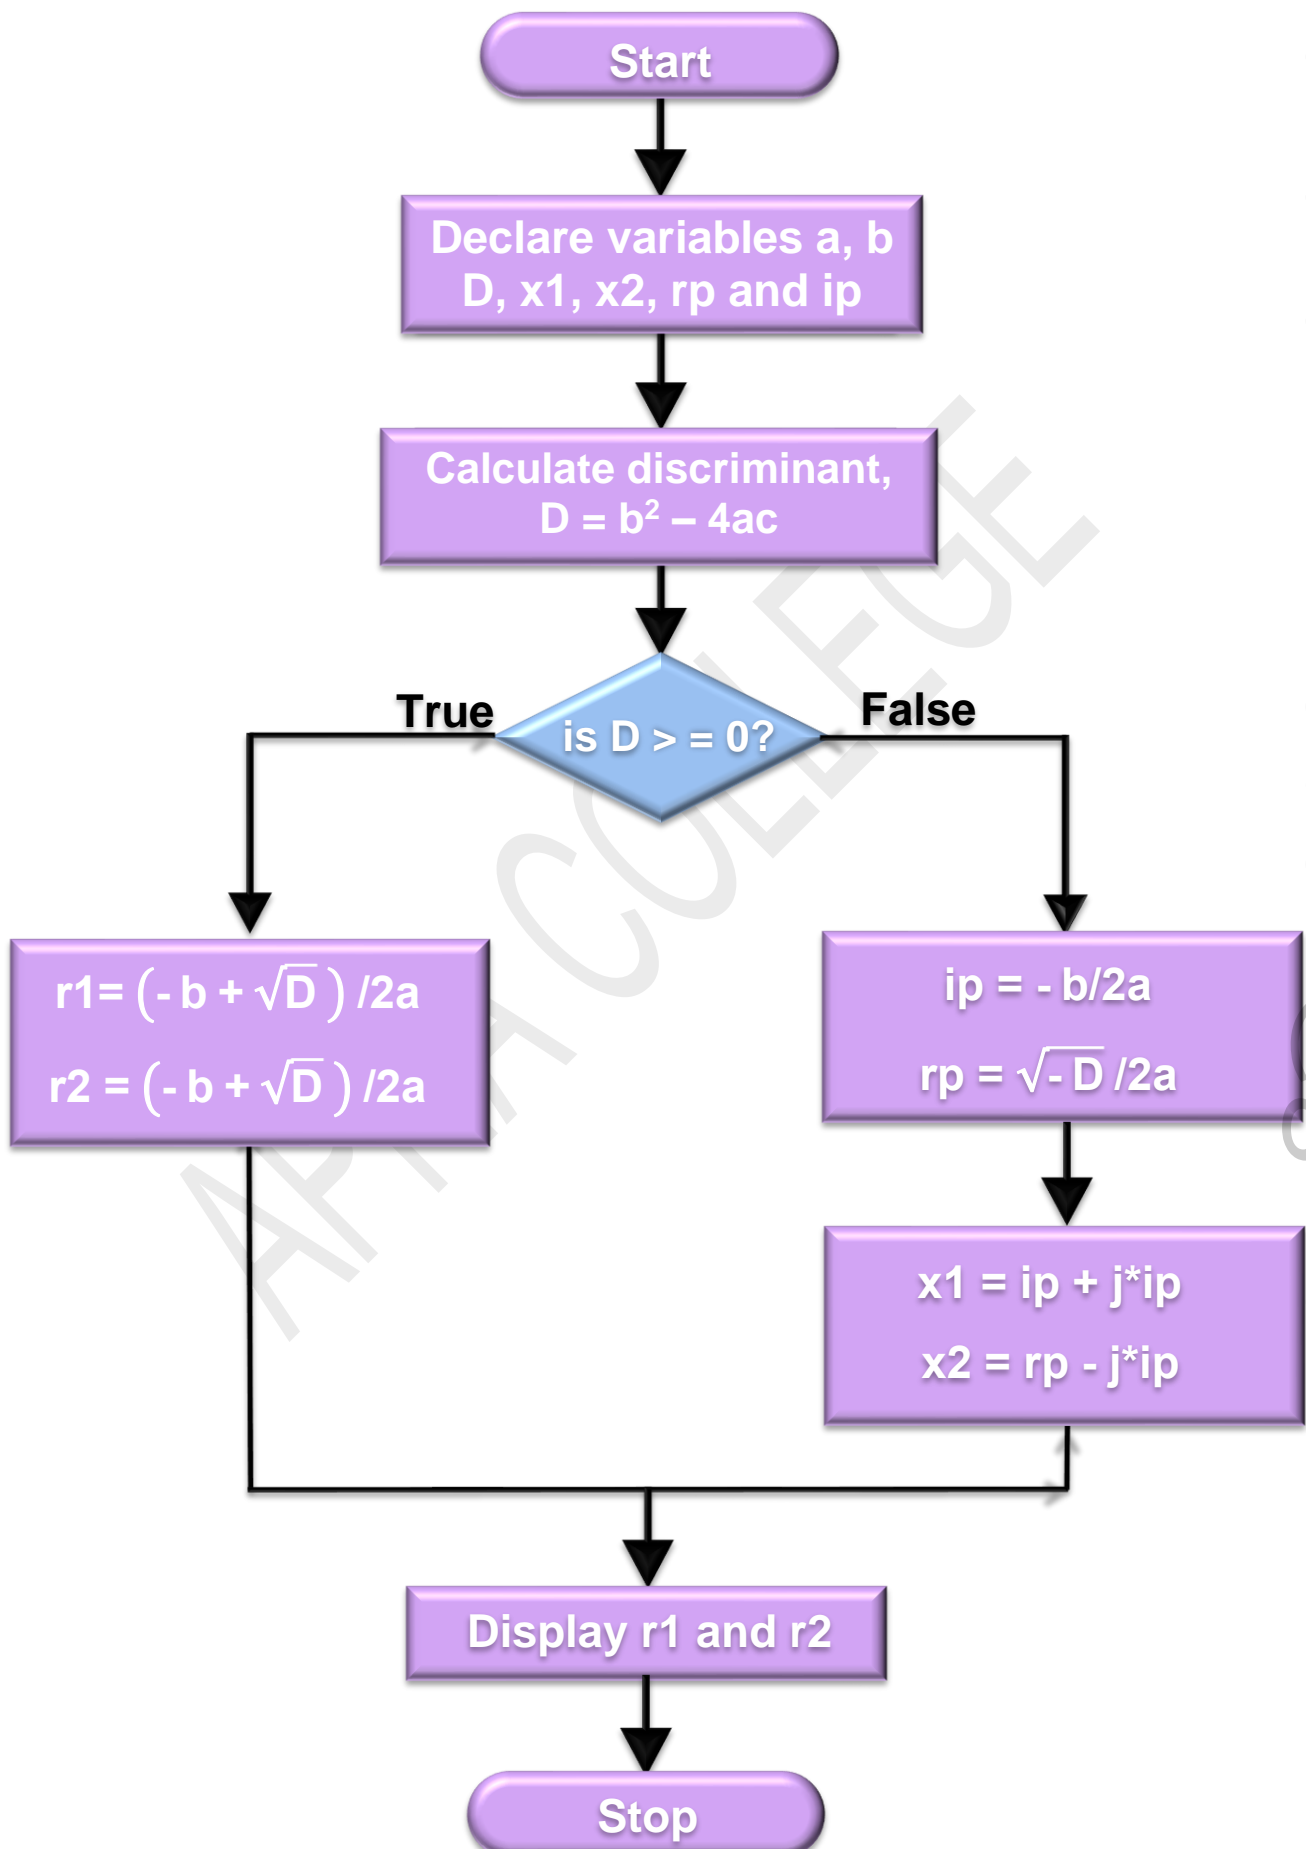 Start
Declare variables a, b
D, x1, x2, rp and ip
Calculate discriminant,
D = b² – 4ac
True
is D > = 0?
False
r1= (- b + √D ) /2a
r2 = (- b + √D ) /2a
ip = - b/2a
rp = √- D /2a
x1 = ip + j*ip
x2 = rp - j*ip
Display r1 and r2
Stop